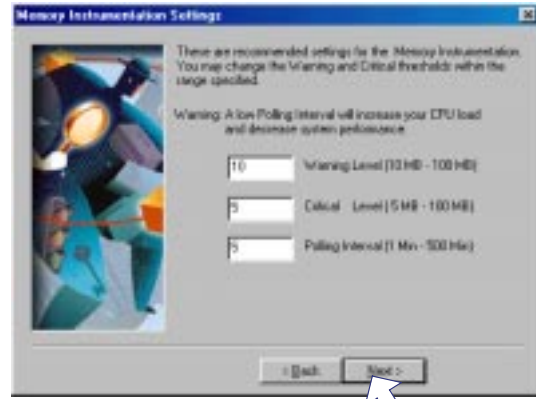 Memory Instrumentation Settings
These are recommended settings for the Memory Instrumentation.
You may change the Warning and Critical thresholds within the
range specified.
Warning: A low Polling Interval will increase your CPU load
and decrease system performance.
10 Warning Level (10 MB - 100 MB)
5 Critical Level (5 MB - 100 MB)
5 Polling Interval (1 Min - 500 Min)
< Back Next >